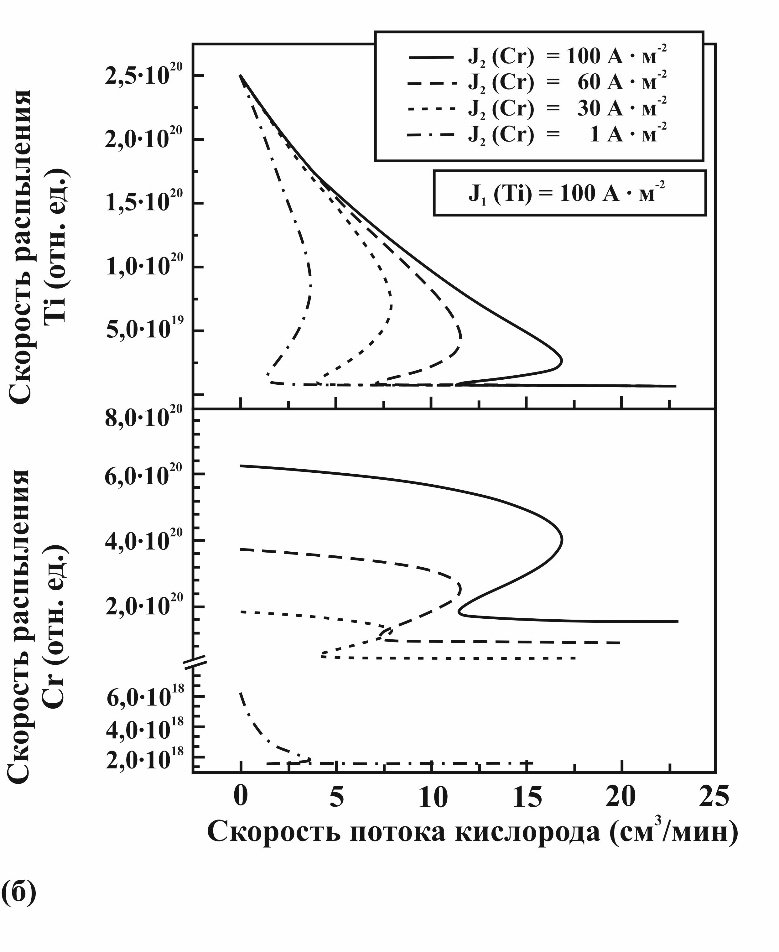 J₂ (Cr) = 100 А · м⁻²
J₂ (Cr) = 60 А · м⁻²
J₂ (Cr) = 30 А · м⁻²
J₂ (Cr) = 1 А · м⁻²
J₁ (Ti) = 100 А · м⁻²
Скорость распыления
Ti (отн. ед.)
2,5·10²⁰
2,0·10²⁰
1,5·10²⁰
1,0·10²⁰
5,0·10¹⁹
Скорость распыления
Cr (отн. ед.)
8,0·10²⁰
6,0·10²⁰
4,0·10²⁰
2,0·10²⁰
6,0·10¹⁸
4,0·10¹⁸
2,0·10¹⁸
0 5 10 15 20 25
Скорость потока кислорода (см³/мин)
(б)